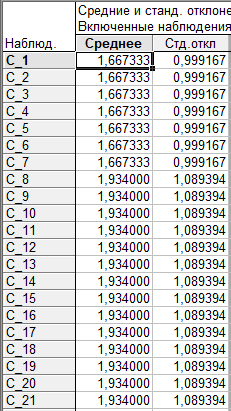 Средние и станд. отклоне
Включенные наблюдения
Наблюд. Среднее Стд.откл
C_1 1,667333 0,999167
C_2 1,667333 0,999167
C_3 1,667333 0,999167
C_4 1,667333 0,999167
C_5 1,667333 0,999167
C_6 1,667333 0,999167
C_7 1,667333 0,999167
C_8 1,934000 1,089394
C_9 1,934000 1,089394
C_10 1,934000 1,089394
C_11 1,934000 1,089394
C_12 1,934000 1,089394
C_13 1,934000 1,089394
C_14 1,934000 1,089394
C_15 1,934000 1,089394
C_16 1,934000 1,089394
C_17 1,934000 1,089394
C_18 1,934000 1,089394
C_19 1,934000 1,089394
C_20 1,934000 1,089394
C_21 1,934000 1,089394